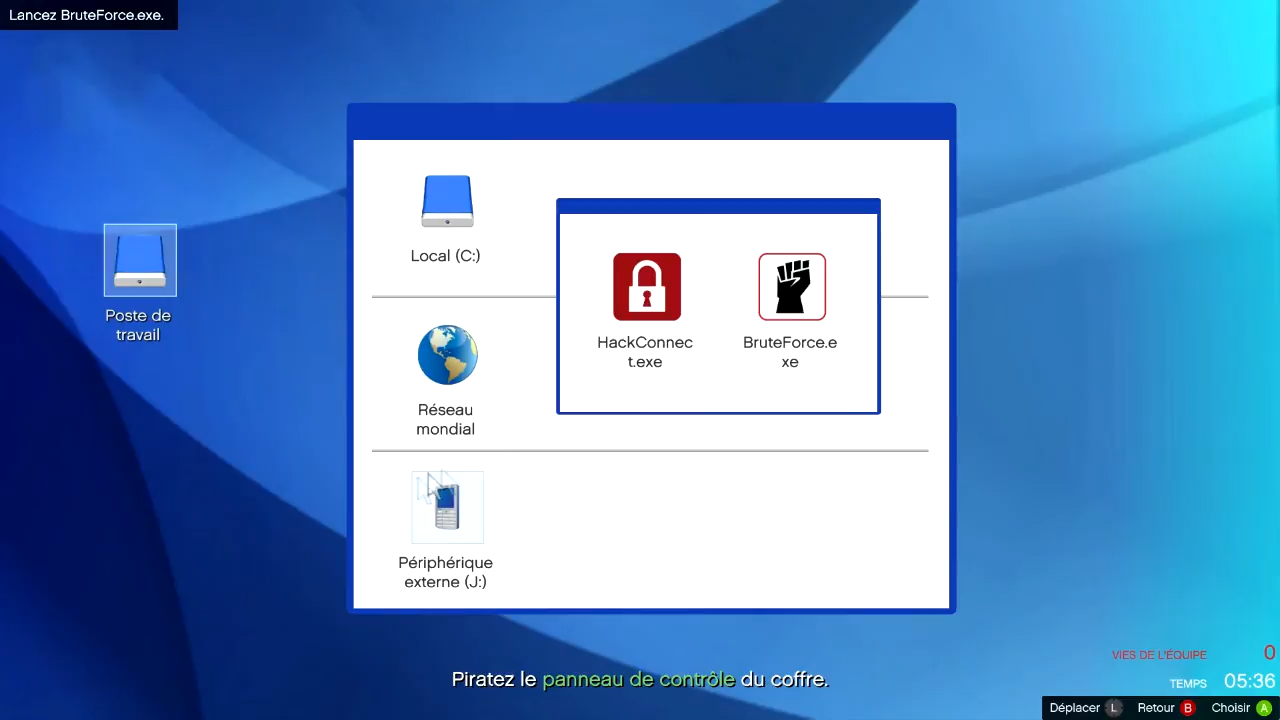 Lancez BruteForce.exe.
Local (C:)
HackConnec
t.exe
BruteForce.e
xe
Poste de
travail
Réseau
mondial
Périphérique
externe (J:)
Piratez le panneau de contrôle du coffre.
VIES DE L'ÉQUIPE 0
TEMPS 05:36
Déplacer L Retour B Choisir A